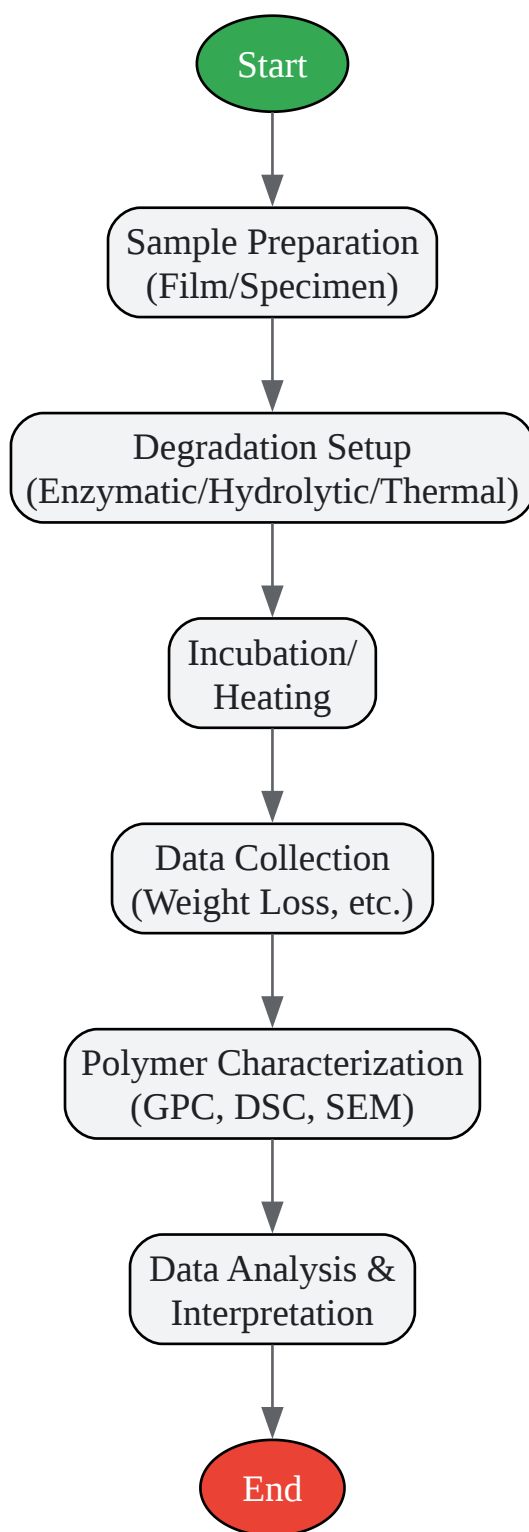 Start
Sample Preparation
(Film/Specimen)
Degradation Setup
(Enzymatic/Hydrolytic/Thermal)
Incubation/
Heating
Data Collection
(Weight Loss, etc.)
Polymer Characterization
(GPC, DSC, SEM)
Data Analysis &
Interpretation
End